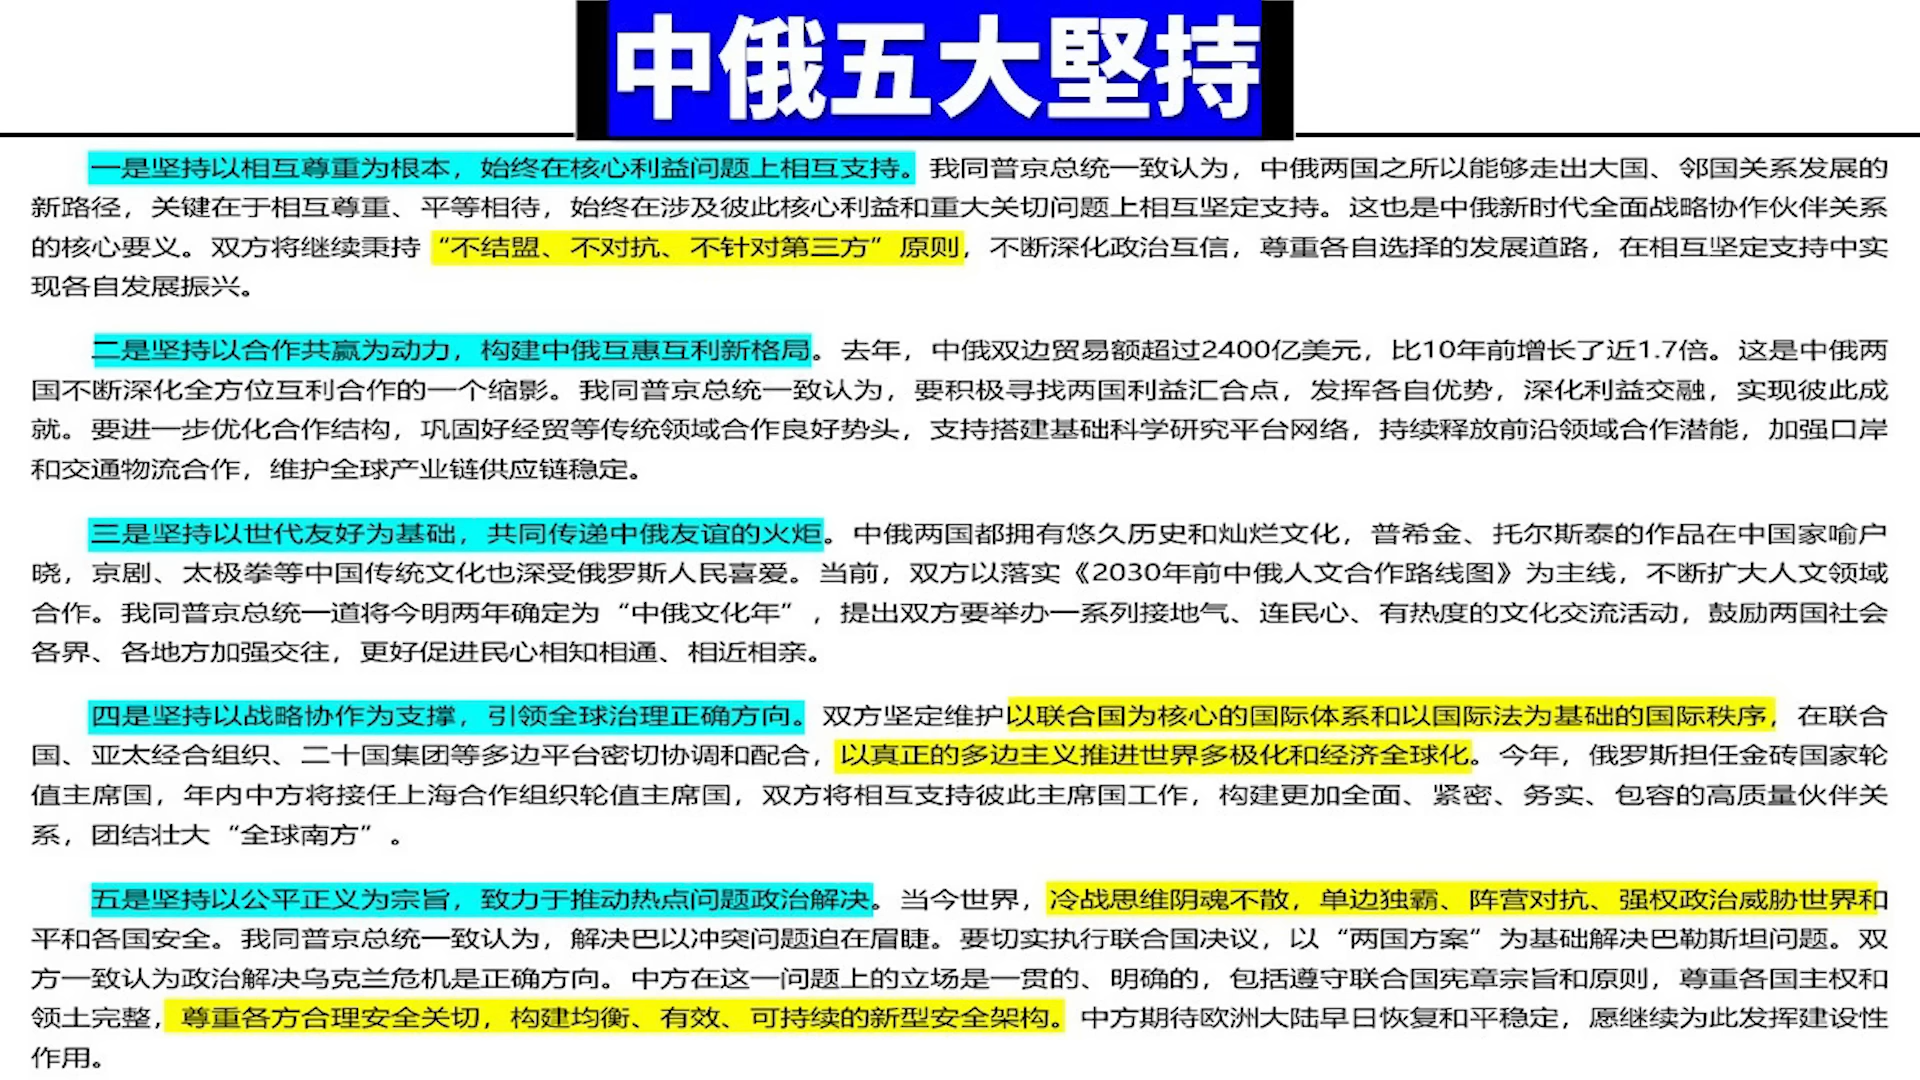 中俄五大堅持
一是坚持以相互尊重为根本，始终在核心利益问题上相互支持。我同普京总统一致认为，中俄两国之所以能够走出大国、邻国关系发展的
新路径，关键在于相互尊重、平等相待，始终在涉及彼此核心利益和重大关切问题上相互坚定支持。这也是中俄新时代全面战略协作伙伴关系
的核心要义。双方将继续秉持“不结盟、不对抗、不针对第三方”原则，不断深化政治互信，尊重各自选择的发展道路，在相互坚定支持中实
现各自发展振兴。
二是坚持以合作共赢为动力，构建中俄互惠互利新格局。去年，中俄双边贸易额超过2400亿美元，比10年前增长了近1.7倍。这是中俄两
国不断深化全方位互利合作的一个缩影。我同普京总统一致认为，要积极寻找两国利益汇合点，发挥各自优势，深化利益交融，实现彼此成
就。要进一步优化合作结构，巩固好经贸等传统领域合作良好势头，支持搭建基础科学研究平台网络，持续释放前沿领域合作潜能，加强口岸
和交通物流合作，维护全球产业链供应链稳定。
三是坚持以世代友好为基础，共同传递中俄友谊的火炬。中俄两国都拥有悠久历史和灿烂文化，普希金、托尔斯泰的作品在中国家喻户
晓，京剧、太极拳等中国传统文化也深受俄罗斯人民喜爱。当前，双方以落实《2030年前中俄人文合作路线图》为主线，不断扩大人文领域
合作。我同普京总统一道将今明两年确定为“中俄文化年”，提出双方要举办一系列接地气、连民心、有热度的文化交流活动，鼓励两国社会
各界、各地方加强交往，更好促进民心相知相通、相近相亲。
四是坚持以战略协作为支撑，引领全球治理正确方向。双方坚定维护以联合国为核心的国际体系和以国际法为基础的国际秩序，在联合
国、亚太经合组织、二十国集团等多边平台密切协调和配合，以真正的多边主义推进世界多极化和经济全球化。今年，俄罗斯担任金砖国家轮
值主席国，年内中方将接任上海合作组织轮值主席国，双方将相互支持彼此主席国工作，构建更加全面、紧密、务实、包容的高质量伙伴关
系，团结壮大“全球南方”。
五是坚持以公平正义为宗旨，致力于推动热点问题政治解决。当今世界，冷战思维阴魂不散，单边独霸、阵营对抗、强权政治威胁世界和
平和各国安全。我同普京总统一致认为，解决巴以冲突问题迫在眉睫。要切实执行联合国决议，以“两国方案”为基础解决巴勒斯坦问题。双
方一致认为政治解决乌克兰危机是正确方向。中方在这一问题上的立场是一贯的、明确的，包括遵守联合国宪章宗旨和原则，尊重各国主权和
领土完整，尊重各方合理安全关切，构建均衡、有效、可持续的新型安全架构。中方期待欧洲大陆早日恢复和平稳定，愿继续为此发挥建设性
作用。